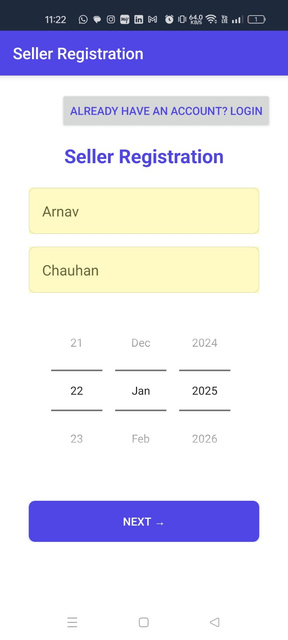 11:22
Seller Registration
ALREADY HAVE AN ACCOUNT? LOGIN
Seller Registration
Arnav
Chauhan
21 Dec 2024
22 Jan 2025
23 Feb 2026
NEXT →